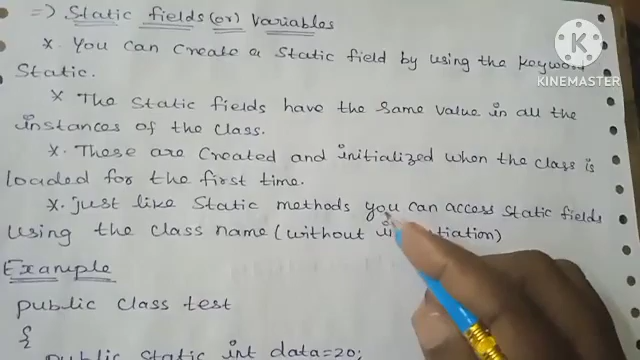 => Static fields (or) Variables
* You can Create a Static field by using the keyword
Static.
* The Static fields have the Same Value in all the
instances of the Class.
*. These are Created and initialized when the class is
loaded for the first time.
*. Just like Static methods you can access static fields
using the Class name (without
Example
public class test
{
public static int data=20;
K
KINEMASTER